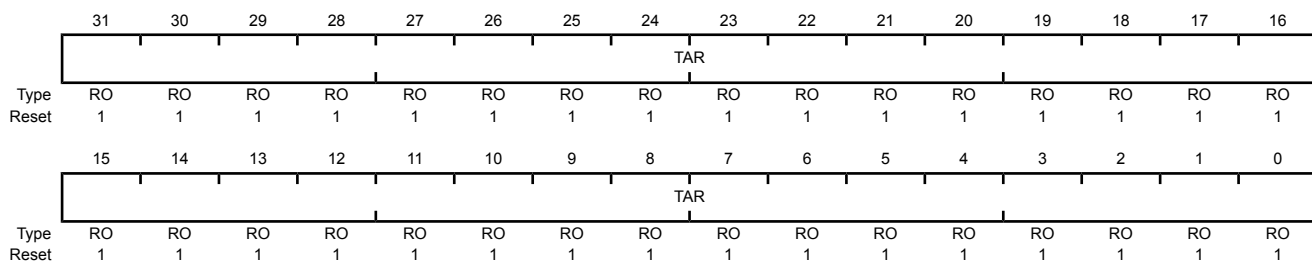 31 30 29 28 27 26 25 24 23 22 21 20 19 18 17 16
TAR
Type RO RO RO RO RO RO RO RO RO RO RO RO RO RO RO RO
Reset 1 1 1 1 1 1 1 1 1 1 1 1 1 1 1 1
15 14 13 12 11 10 9 8 7 6 5 4 3 2 1 0
TAR
Type RO RO RO RO RO RO RO RO RO RO RO RO RO RO RO RO
Reset 1 1 1 1 1 1 1 1 1 1 1 1 1 1 1 1